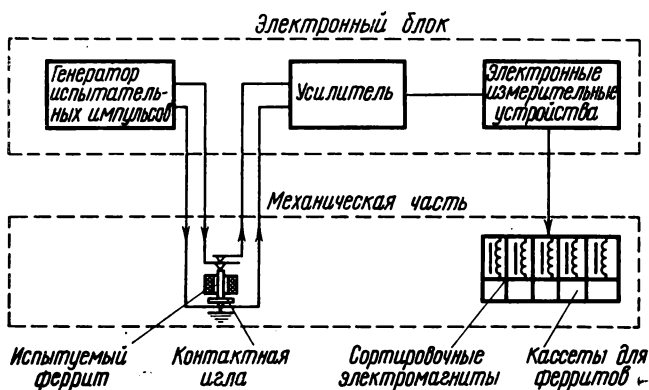 Электронный блок
Генератор
испытатель-
ных импульсов
Усилитель
Электронные
измерительные
устройства
Механическая часть
Испытуемый
феррит
Контактная
игла
Сортировочные
электромагниты
Кассеты для
ферритов